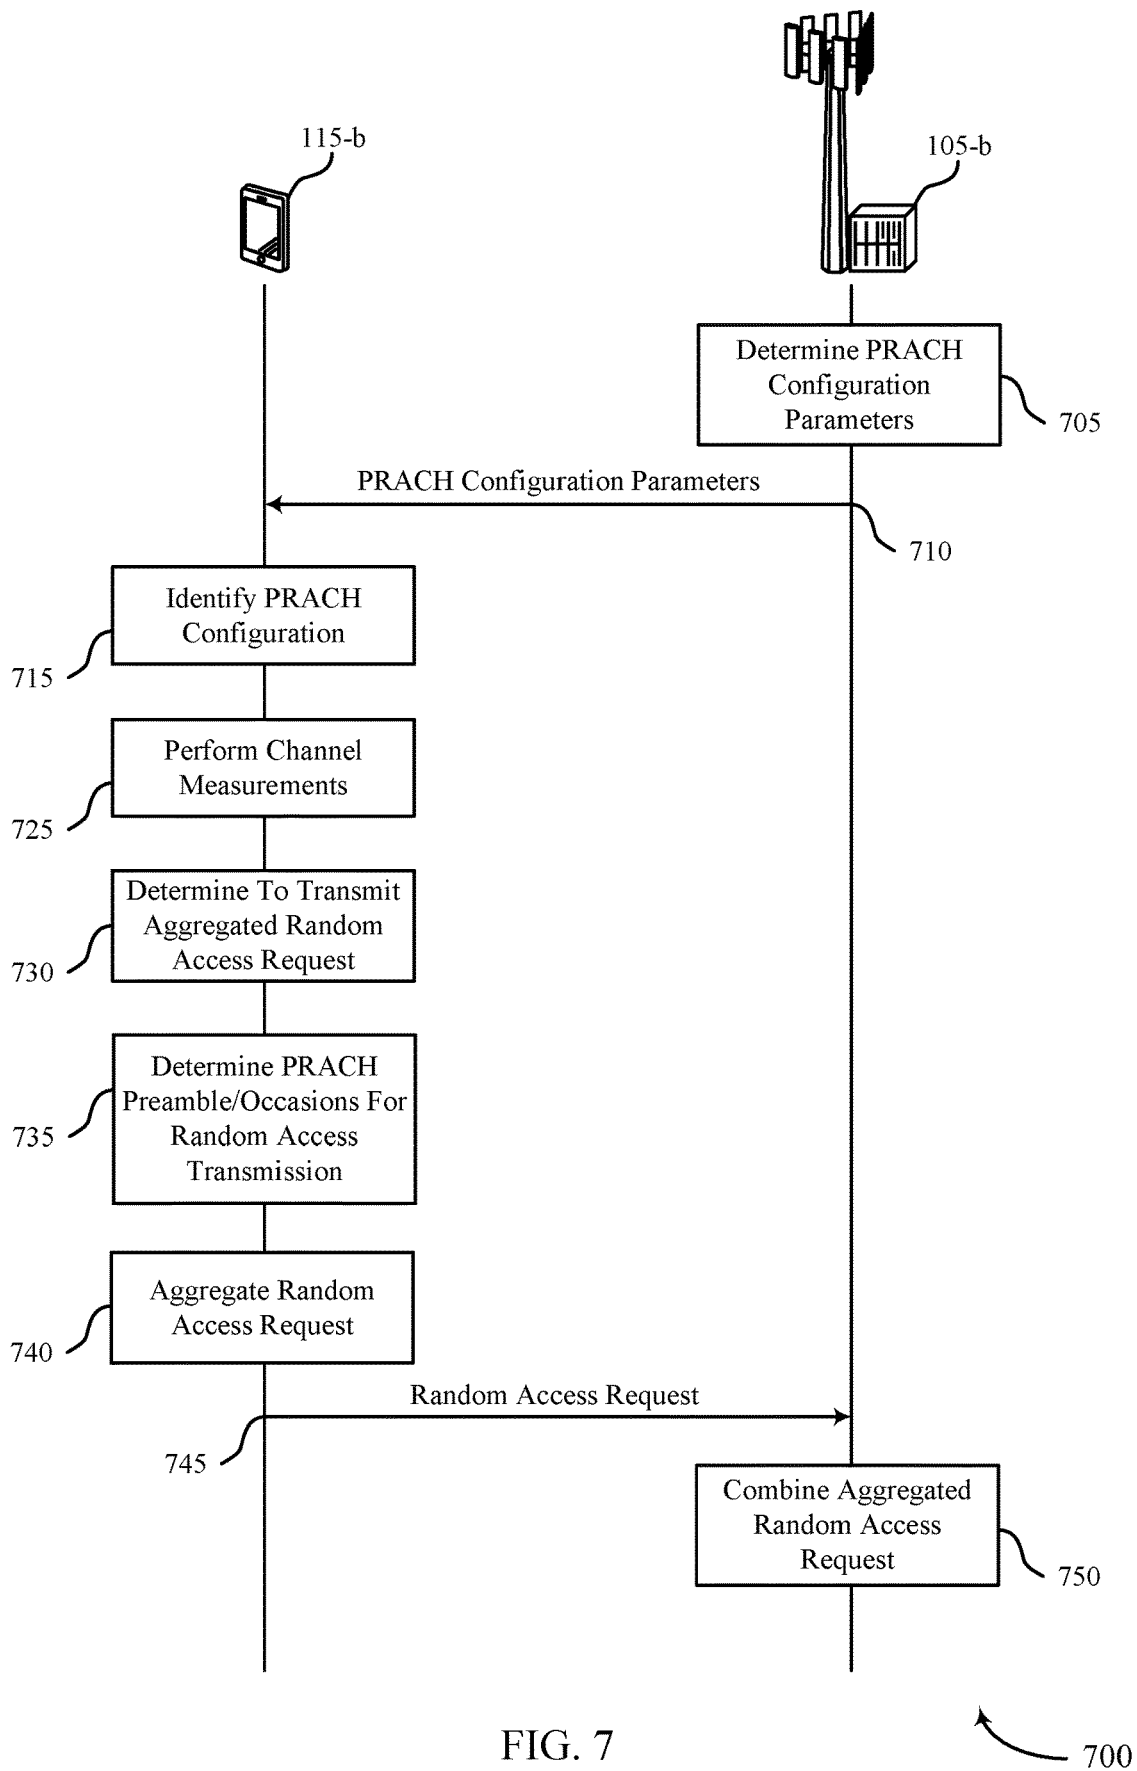 115-b
105-b
Determine PRACH
Configuration
Parameters
705
PRACH Configuration Parameters
710
Identify PRACH
Configuration
715
Perform Channel
Measurements
725
Determine To Transmit
Aggregated Random
Access Request
730
Determine PRACH
Preamble/Occasions For
Random Access
Transmission
735
Aggregate Random
Access Request
740
Random Access Request
745
Combine Aggregated
Random Access
Request
750
FIG. 7
700